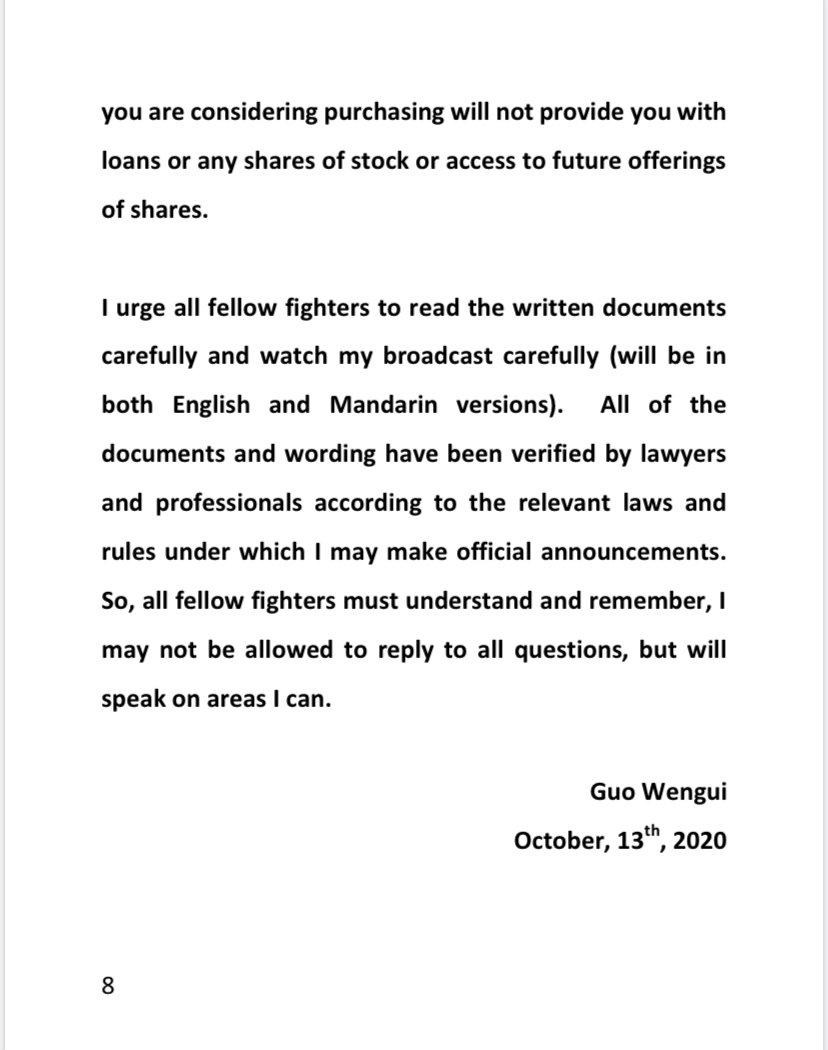 you are considering purchasing will not provide you with
loans or any shares of stock or access to future offerings
of shares.
I urge all fellow fighters to read the written documents
carefully and watch my broadcast carefully (will be in
both English and Mandarin versions). All of the
documents and wording have been verified by lawyers
and professionals according to the relevant laws and
rules under which I may make official announcements.
So, all fellow fighters must understand and remember, I
may not be allowed to reply to all questions, but will
speak on areas I can.
Guo Wengui
October, 13th, 2020
8